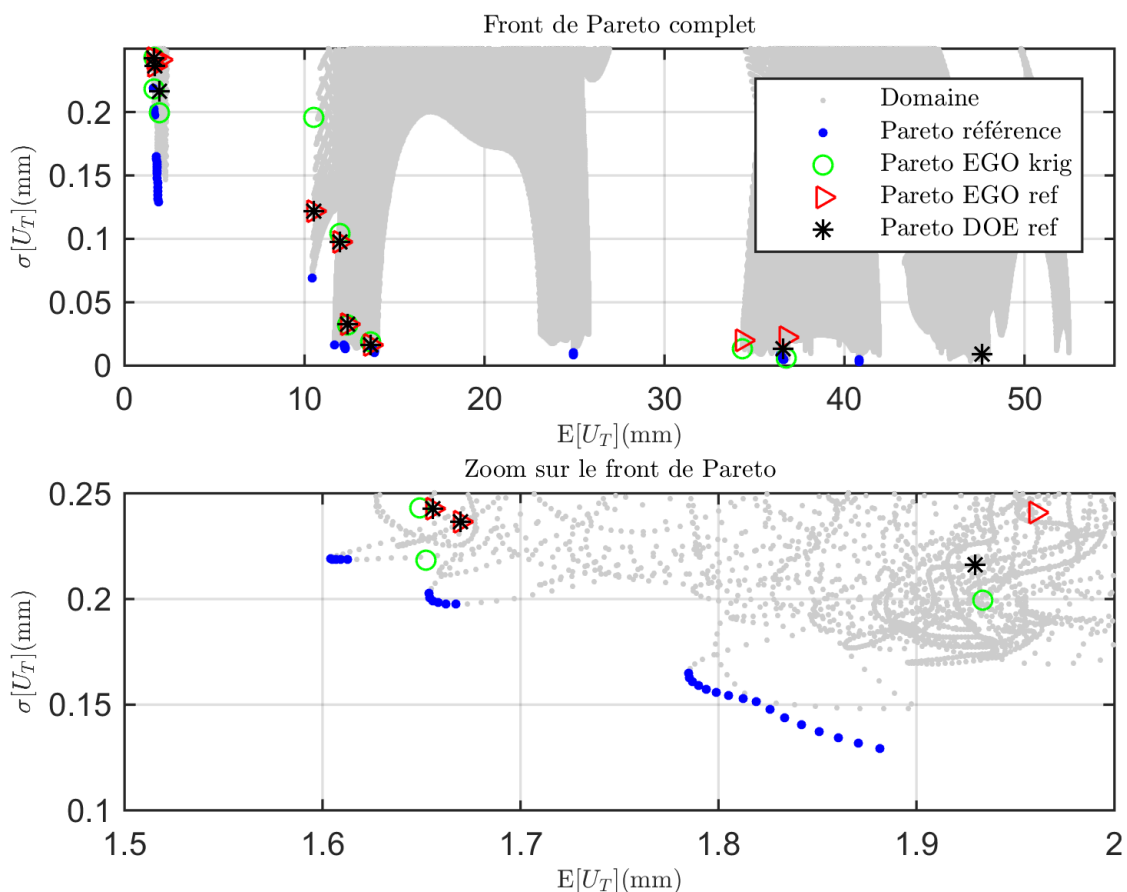 Front de Pareto complet
σ[U_T](mm)
0.2
0.15
0.1
0.05
0
Domaine
Pareto référence
Pareto EGO krig
Pareto EGO ref
Pareto DOE ref
0 10 20 30 40 50
E[U_T](mm)
Zoom sur le front de Pareto
σ[U_T](mm)
0.25
0.2
0.15
0.1
1.5 1.6 1.7 1.8 1.9 2
E[U_T](mm)